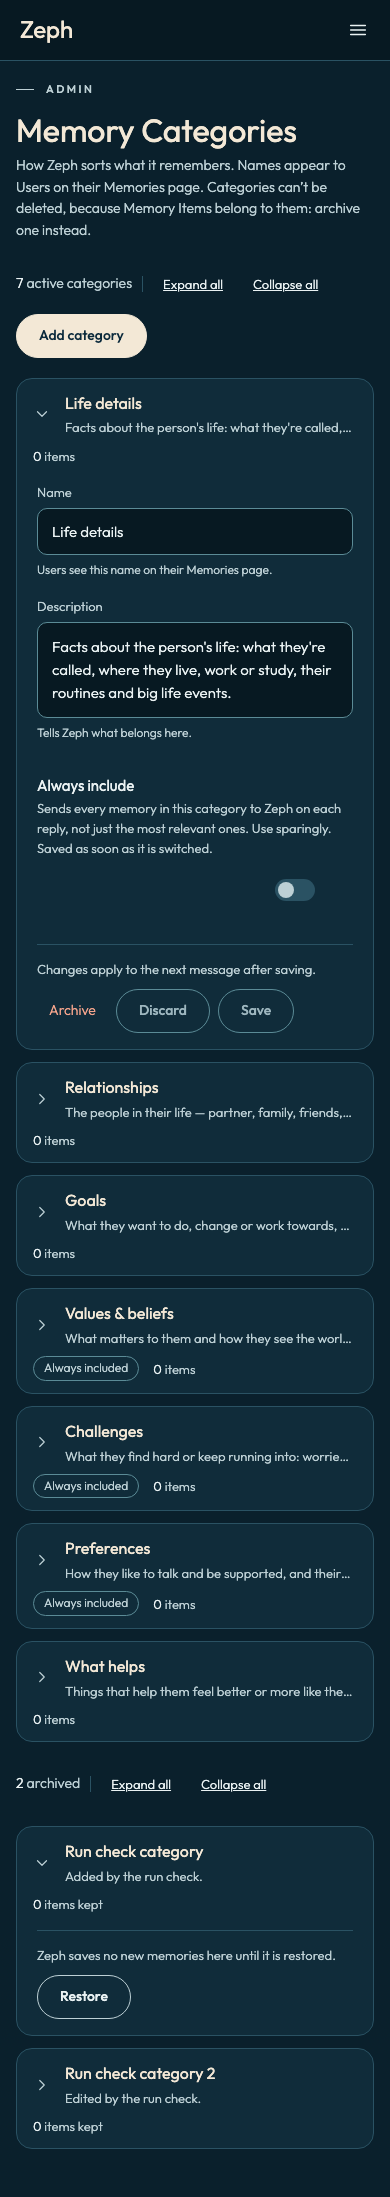 Zeph
ADMIN
Memory Categories
How Zeph sorts what it remembers. Names appear to
Users on their Memories page. Categories can't be
deleted, because Memory Items belong to them: archive
one instead.
7 active categories
Expand all
Collapse all
Add category
Life details
Facts about the person's life: what they're called,...
0 items
Name
Life details
Users see this name on their Memories page.
Description
Facts about the person's life: what they're
called, where they live, work or study, their
routines and big life events.
Tells Zeph what belongs here.
Always include
Sends every memory in this category to Zeph on each
reply, not just the most relevant ones. Use sparingly.
Saved as soon as it is switched.
Changes apply to the next message after saving.
Archive
Discard
Save
Relationships
The people in their life — partner, family, friends,...
0 items
Goals
What they want to do, change or work towards, ...
0 items
Values & beliefs
What matters to them and how they see the worl...
Always included
0 items
Challenges
What they find hard or keep running into: worrie...
Always included
0 items
Preferences
How they like to talk and be supported, and their...
Always included
0 items
What helps
Things that help them feel better or more like the...
0 items
2 archived
Expand all
Collapse all
Run check category
Added by the run check.
0 items kept
Zeph saves no new memories here until it is restored.
Restore
Run check category 2
Edited by the run check.
0 items kept